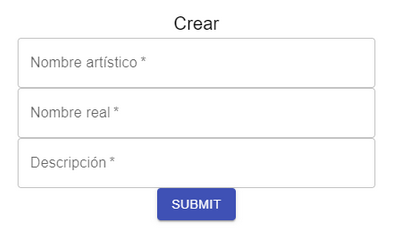 Crear
Nombre artístico *
Nombre real *
Descripción *
SUBMIT